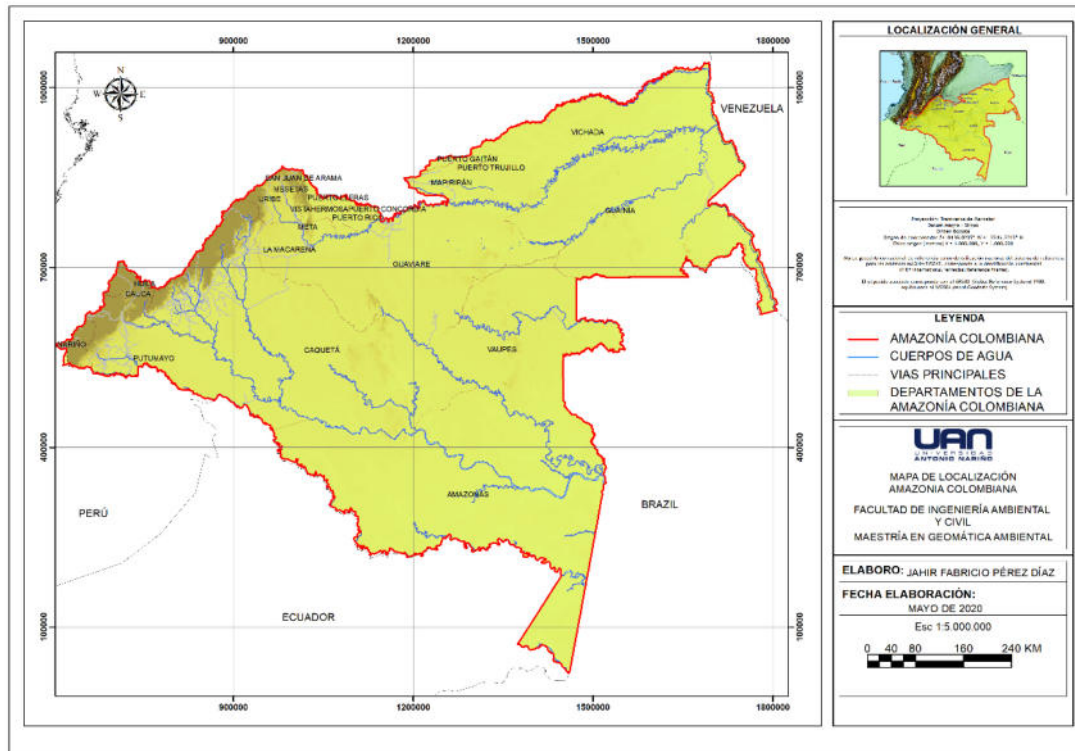 900000 1200000 1500000 1800000
N
W E
S
VENEZUELA
VICHADA
PUERTO GAITÁN
PUERTO TRUJILLO
MAPIRIPÁN
SAN JUAN DE ARAMA
MESETAS
URIBE
PUERTO LLERAS
VISTAHERMOSA PUERTO CONCORDIA
PUERTO RICO
META
GUAINÍA
LA MACARENA
GUAVIARE
HUILA
CAUCA
NARIÑO
PUTUMAYO
CAQUETÁ
VAUPES
AMAZONAS
PERÚ
BRAZIL
ECUADOR
1000000
700000
400000
100000
1000000
700000
400000
100000
900000 1200000 1500000 1800000
LOCALIZACIÓN GENERAL
LEYENDA
AMAZONÍA COLOMBIANA
CUERPOS DE AGUA
VIAS PRINCIPALES
DEPARTAMENTOS DE LA
AMAZONÍA COLOMBIANA
UAN
UNIVERSIDAD
ANTONIO NARIÑO
MAPA DE LOCALIZACIÓN
AMAZONIA COLOMBIANA
FACULTAD DE INGENIERÍA AMBIENTAL
Y CIVIL
MAESTRÍA EN GEOMÁTICA AMBIENTAL
ELABORO: JAHIR FABRICIO PÉREZ DÍAZ
FECHA ELABORACIÓN:
MAYO DE 2020
Esc 1:5.000.000
0 40 80 160 240 KM